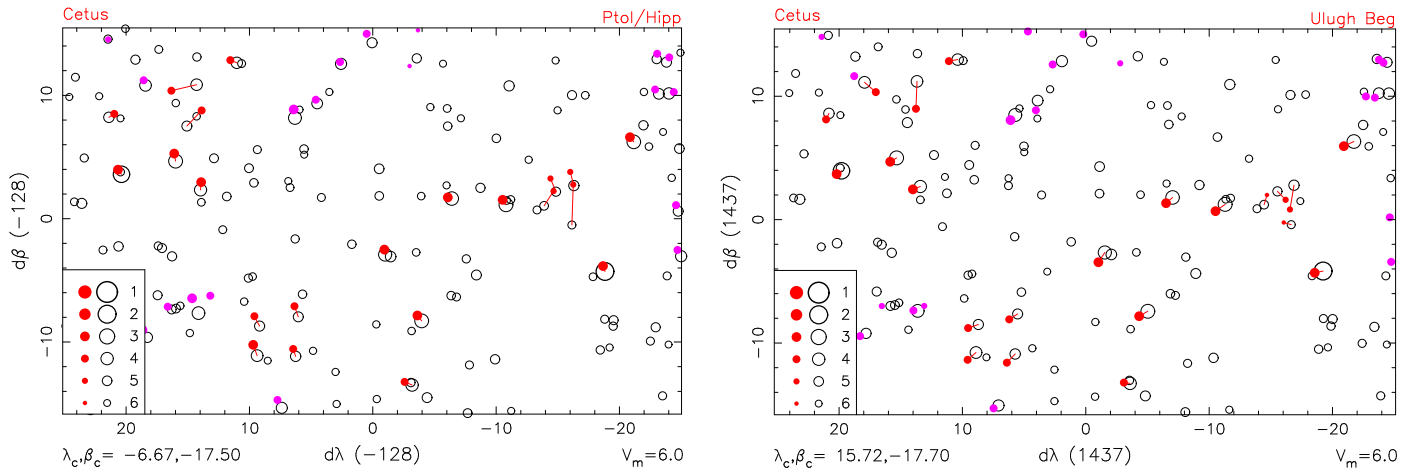 Cetus
Ptol/Hipp
10
0
-10
dβ (-128)
1
2
3
4
5
6
20
10
0
-10
-20
λc,βc= -6.67,-17.50
dλ (-128)
Vm=6.0
Cetus
Ulugh Beg
10
0
-10
dβ (1437)
1
2
3
4
5
6
20
10
0
-10
-20
λc,βc= 15.72,-17.70
dλ (1437)
Vm=6.0